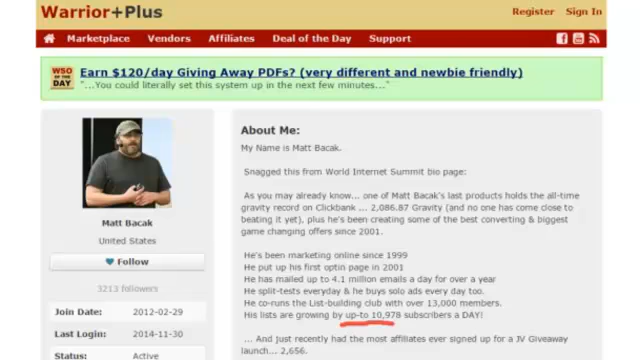 Warrior+Plus
Register Sign In
Marketplace Vendors Affiliates Deal of the Day Support
WSO OF THE DAY
Earn $120/day Giving Away PDFs? (very different and newbie friendly)
"...You could literally set this system up in the next few minutes..."
Matt Bacak
United States
Follow
3213 followers
Join Date: 2012-02-29
Last Login: 2014-11-30
Status: Active
About Me:
My Name is Matt Bacak.
Snagged this from World Internet Summit bio page:
As you may already know... one of Matt Bacak's last products holds the all-time
gravity record on Clickbank ... 2,086.87 Gravity (and no one has come close to
beating it yet), plus he's been creating some of the best converting & biggest
game changing offers since 2001.
He's been marketing online since 1999
He put up his first optin page in 2001
He has mailed up to 4.1 million emails a day for over a year
He split-tests everyday & he buys solo ads every day too.
He co-runs the List-building club with over 13,000 members.
His lists are growing by up-to 10,978 subscribers a DAY!
... And just recently had the most affiliates ever signed up for a JV Giveaway
launch... 2,656.